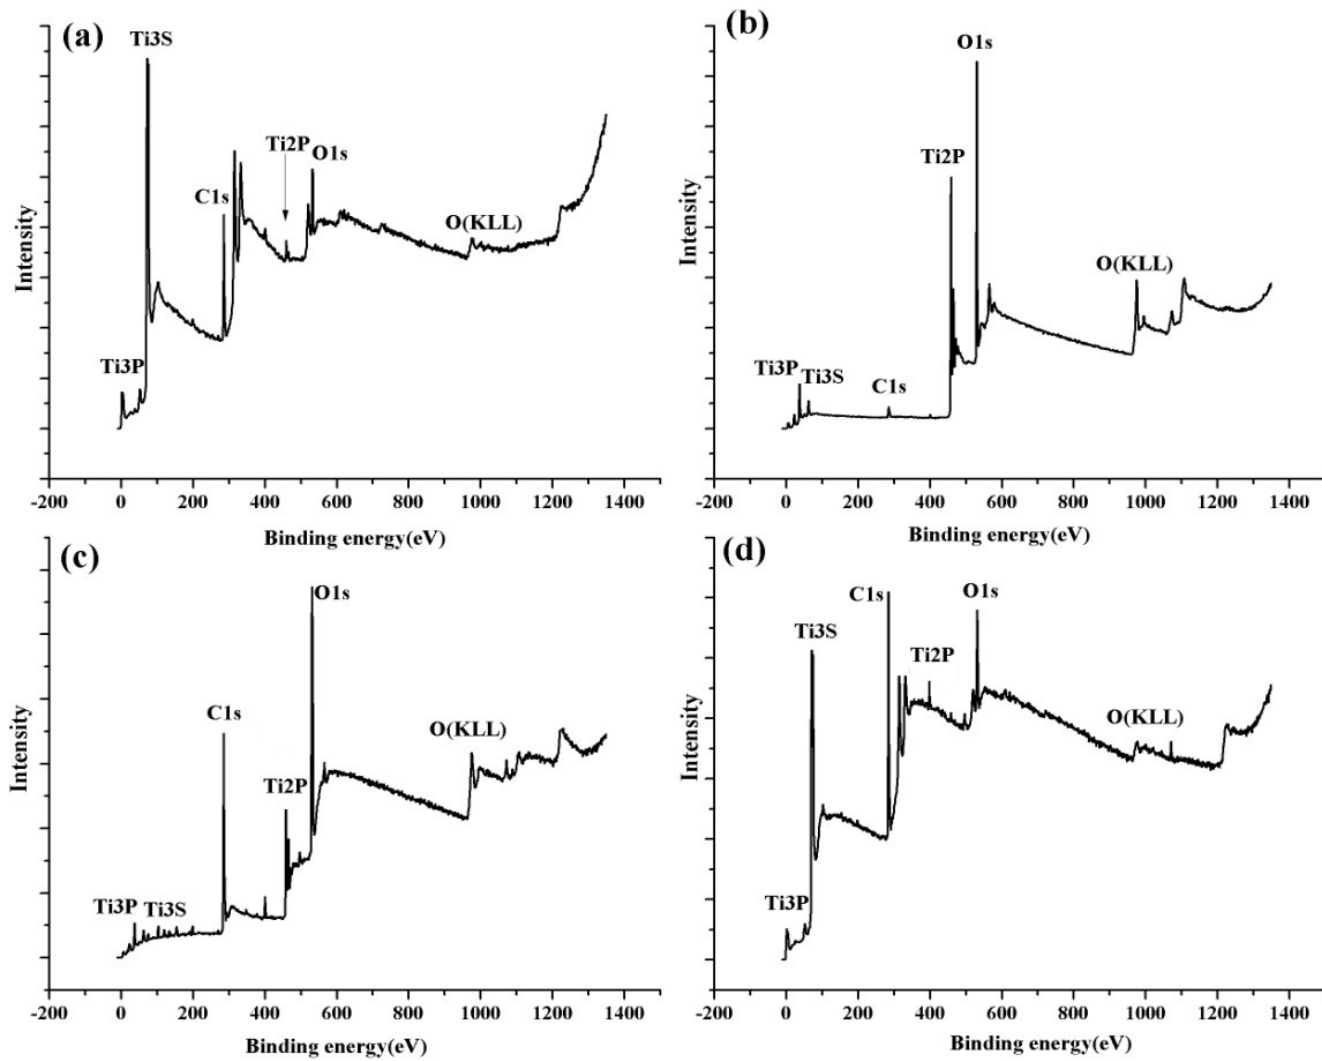 (a)
Ti3S
Ti2P
O1s
C1s
O(KLL)
Ti3P
Intensity
-200 0 200 400 600 800 1000 1200 1400
Binding energy(eV)
(b)
O1s
Ti2P
O(KLL)
Ti3P
Ti3S
C1s
Intensity
-200 0 200 400 600 800 1000 1200 1400
Binding energy(eV)
(c)
O1s
C1s
O(KLL)
Ti2P
Ti3P
Ti3S
Intensity
-200 0 200 400 600 800 1000 1200 1400
Binding energy(eV)
(d)
C1s
O1s
Ti3S
Ti2P
O(KLL)
Ti3P
Intensity
-200 0 200 400 600 800 1000 1200 1400
Binding energy(eV)